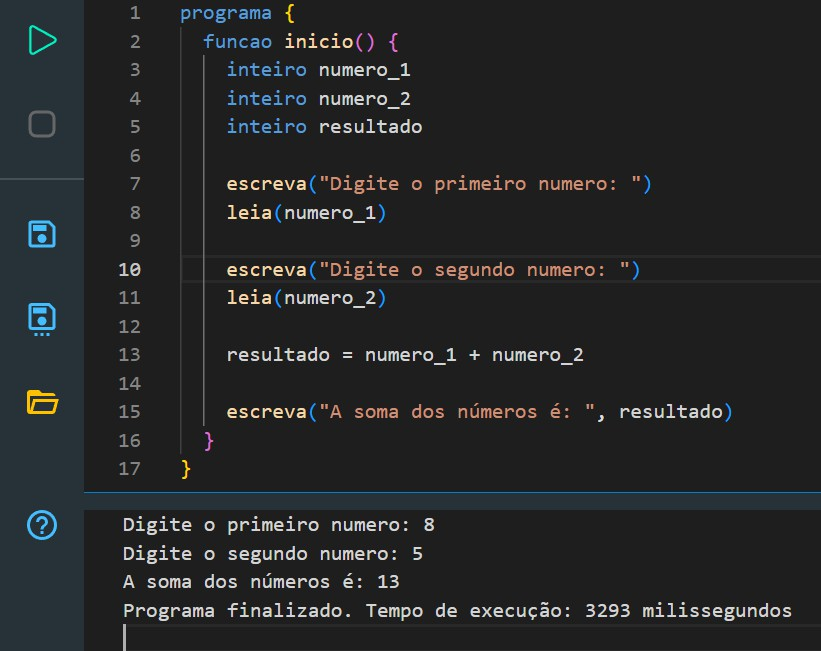 1 programa {
2 funcao inicio() {
3 inteiro numero_1
4 inteiro numero_2
5 inteiro resultado
6
7 escreva("Digite o primeiro numero: ")
8 leia(numero_1)
9
10 escreva("Digite o segundo numero: ")
11 leia(numero_2)
12
13 resultado = numero_1 + numero_2
14
15 escreva("A soma dos números é: ", resultado)
16 }
17 }
Digite o primeiro numero: 8
Digite o segundo numero: 5
A soma dos números é: 13
Programa finalizado. Tempo de execução: 3293 milissegundos